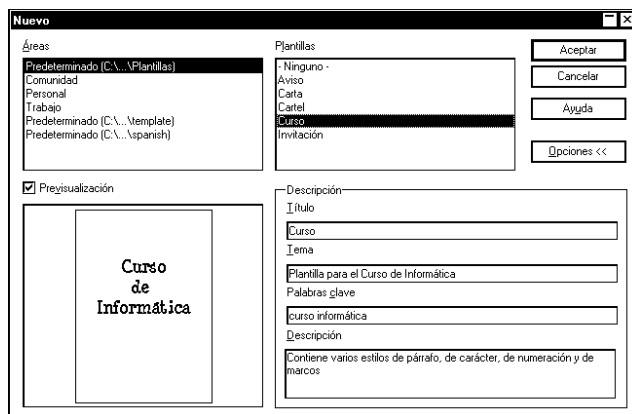 Nuevo
Áreas
Predeterminado (C:\...\Plantillas)
Comunidad
Personal
Trabajo
Predeterminado (C:\...\template)
Predeterminado (C:\...\spanish)
Plantillas
- Ninguno -
Aviso
Carta
Cartel
Curso
Invitación
Aceptar
Cancelar
Ayuda
Opciones <<
Previsualización
Curso
de
Informática
Descripción
Título
Curso
Tema
Plantilla para el Curso de Informática
Palabras clave
curso informática
Descripción
Contiene varios estilos de párrafo, de carácter, de numeración y de
marcos